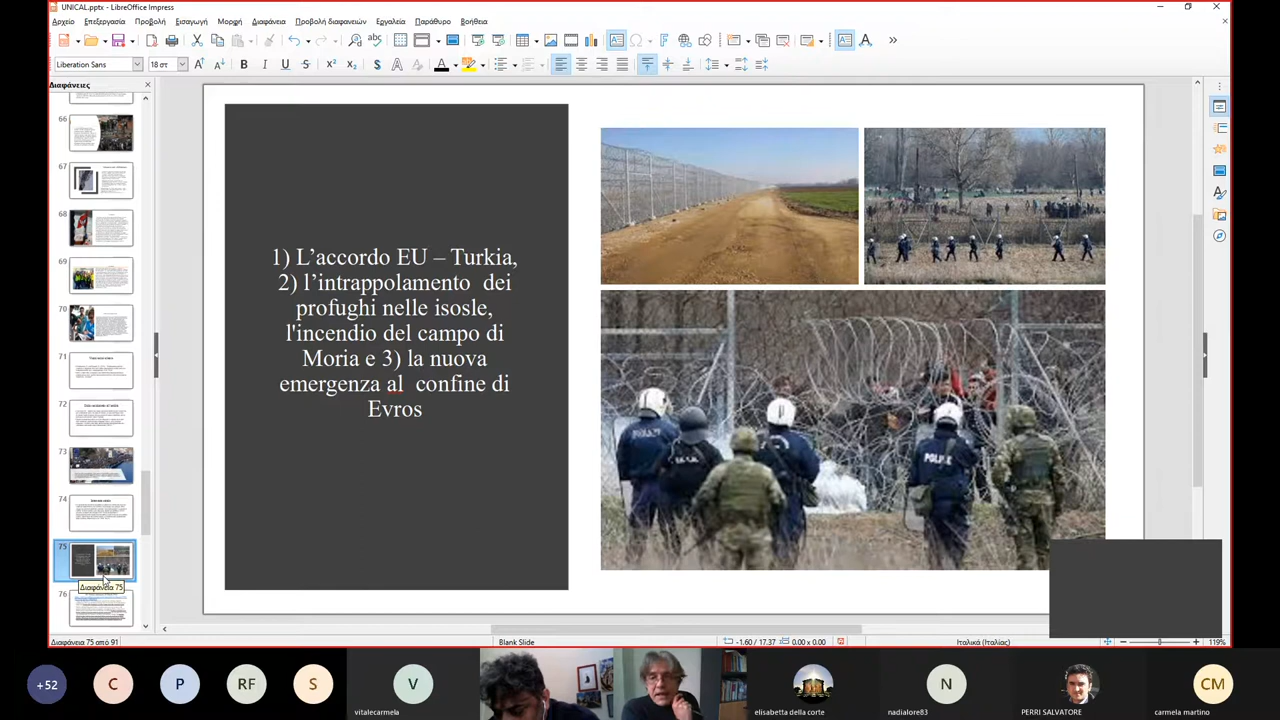 UNICAL.pptx - LibreOffice Impress
Αρχείο Επεξεργασία Προβολή Εισαγωγή Μορφή Διαφάνεια Προβολή διαφανειών Εργαλεία Παράθυρο Βοήθεια
Liberation Sans 18 στ
Διαφάνειες
66
67
68
69
70
71
72
73
74
75
Διαφάνεια 75
76
1) L’accordo EU – Turkia,
2) l’intrappolamento dei
profughi nelle isosle,
l'incendio del campo di
Moria e 3) la nuova
emergenza al confine di
Evros
POLICE
Διαφάνεια 75 από 91 Blank Slide -1.60 / 17.37 0.00 x 0.00 Ιταλικά (Ιταλίας) 119%
+52 C P RF S V N CM
vitalecarmela elisabetta della corte nadialore83 PERRI SALVATORE carmela martino